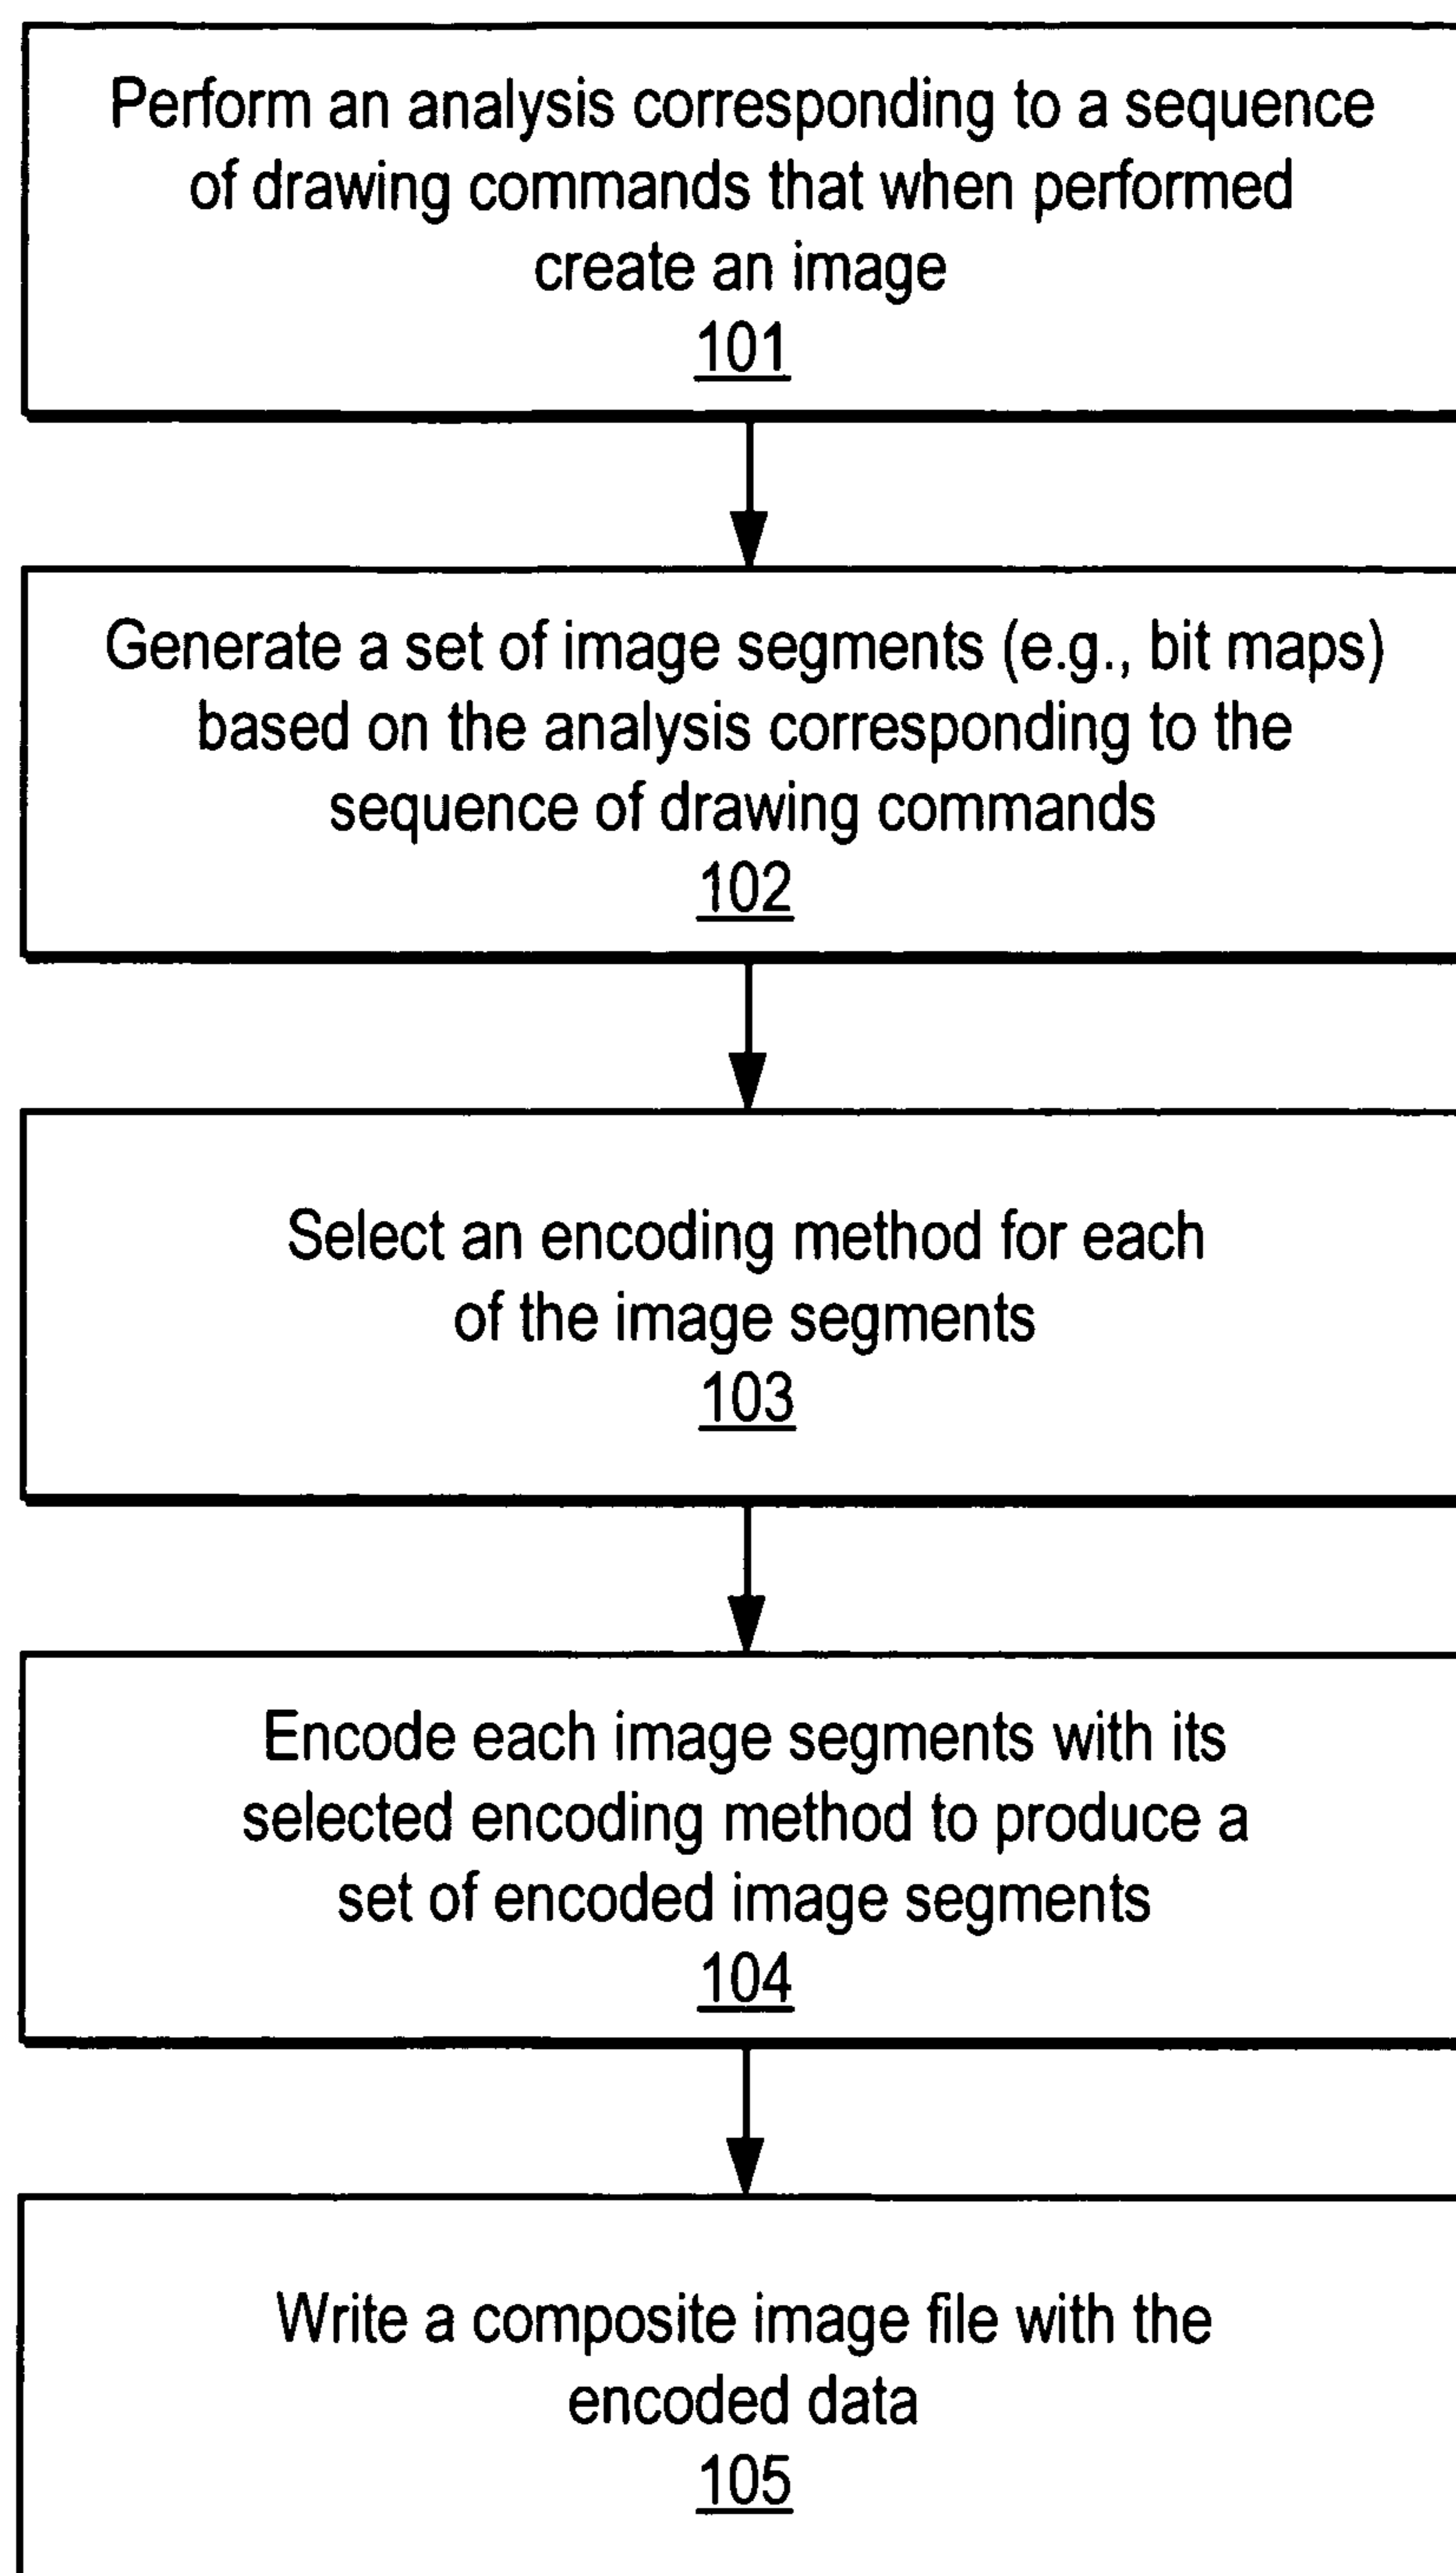 Perform an analysis corresponding to a sequence
of drawing commands that when performed
create an image
101
Generate a set of image segments (e.g., bit maps)
based on the analysis corresponding to the
sequence of drawing commands
102
Select an encoding method for each
of the image segments
103
Encode each image segments with its
selected encoding method to produce a
set of encoded image segments
104
Write a composite image file with the
encoded data
105